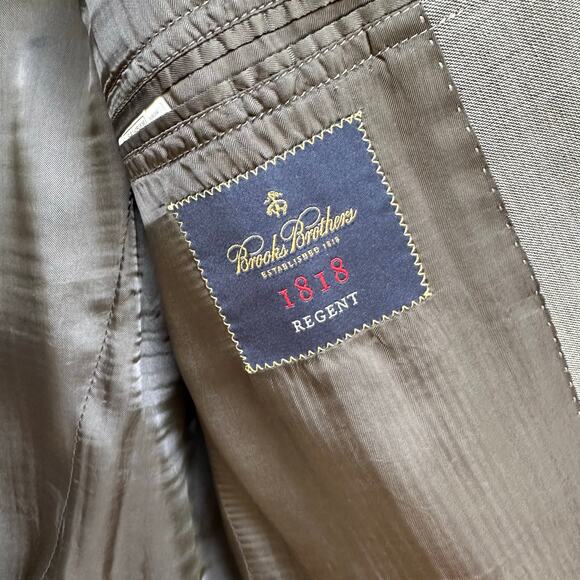 Brooks Brothers
ESTABLISHED 1818
1818
REGENT